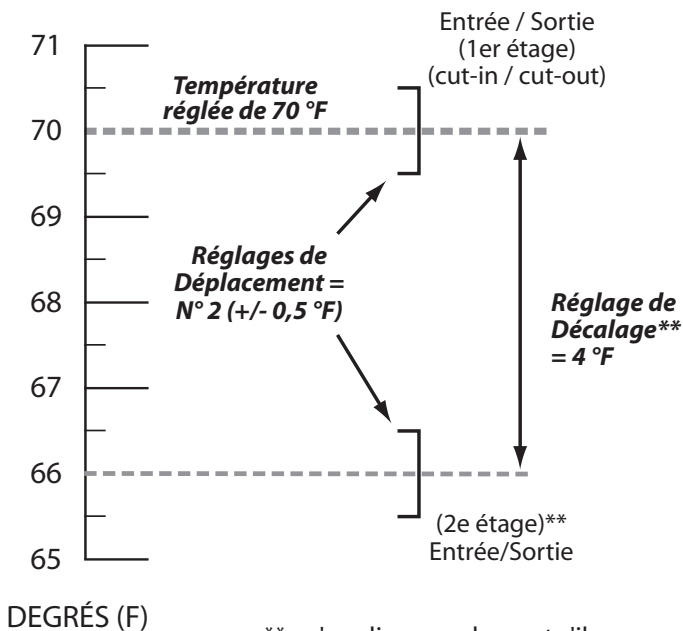 Entrée / Sortie
(1er étage)
(cut-in / cut-out)
71
Température
réglée de 70 °F
70
69
Réglages de
Déplacement =
N° 2 (+/- 0,5 °F)
68
Réglage de
Décalage**
= 4 °F
67
66
(2e étage)**
Entrée/Sortie
65
DEGRÉS (F)